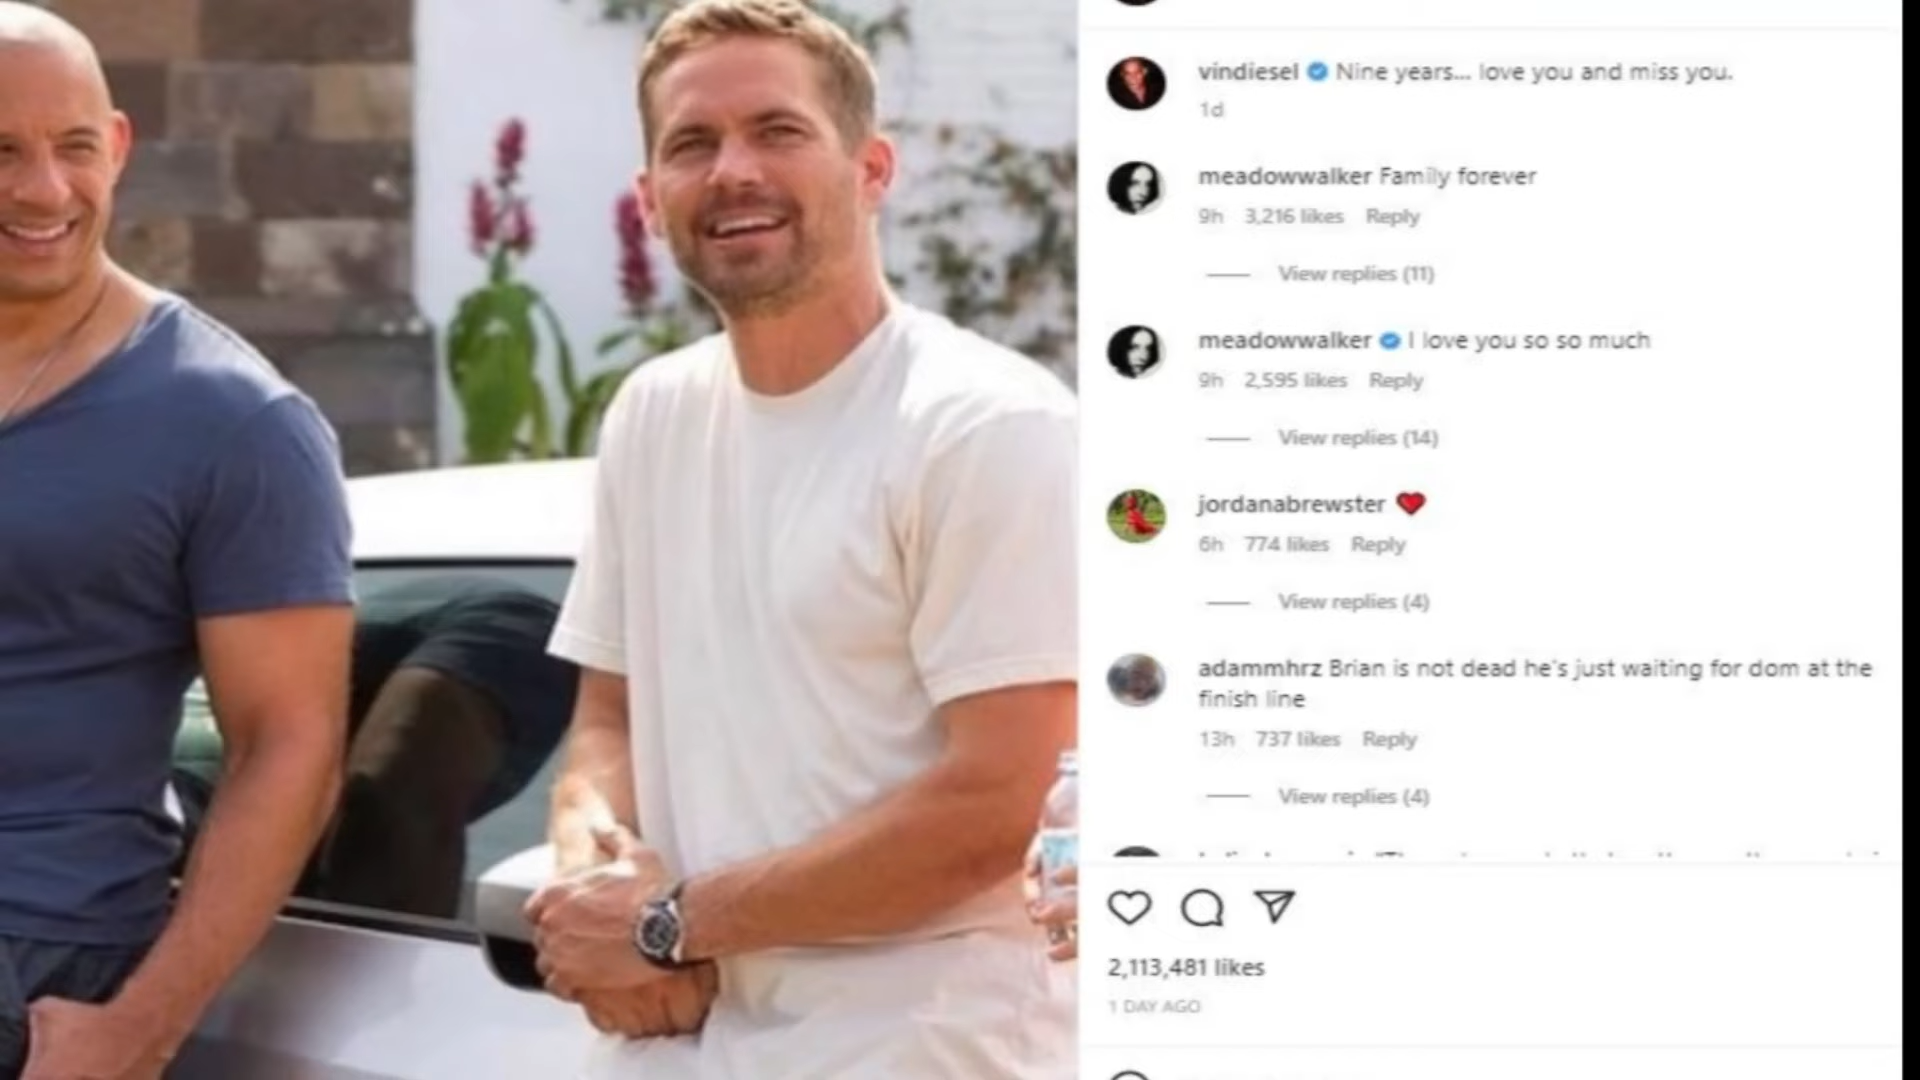 vindiesel Nine years... love you and miss you.
1d
meadowwalker Family forever
9h 3,216 likes Reply
View replies (11)
meadowwalker I love you so so much
9h 2,595 likes Reply
View replies (14)
jordanabrewster
6h 774 likes Reply
View replies (4)
adammhrz Brian is not dead he's just waiting for dom at the
finish line
13h 737 likes Reply
View replies (4)
2,113,481 likes
1 DAY AGO